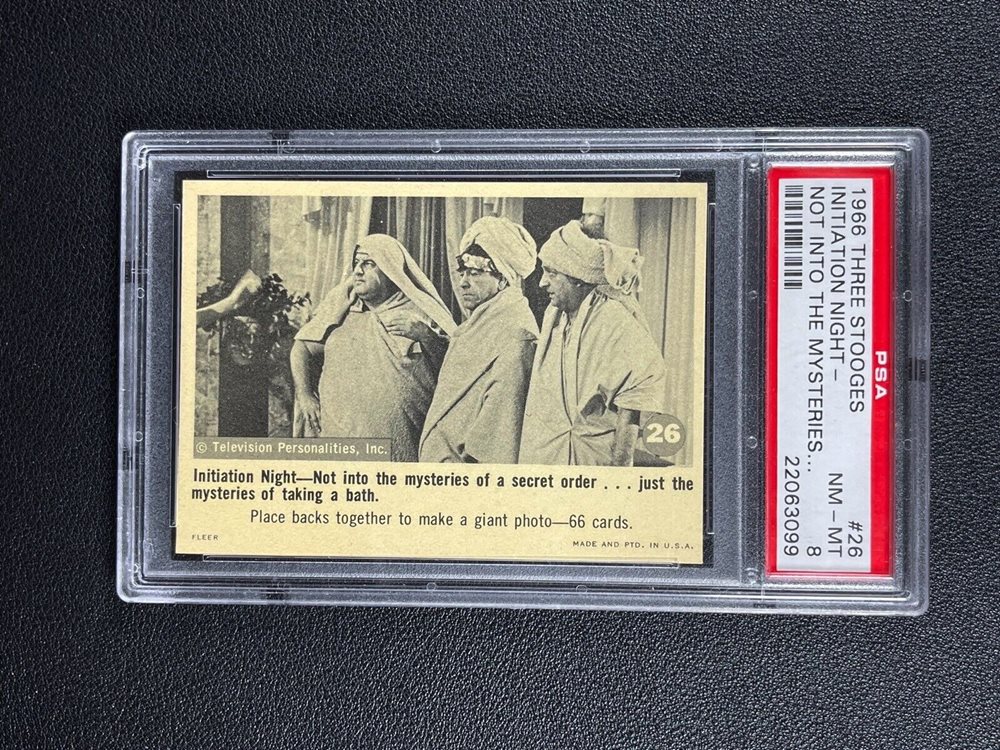 26
© Television Personalities, Inc.
Initiation Night—Not into the mysteries of a secret order . . . just the
mysteries of taking a bath.
Place backs together to make a giant photo—66 cards.
FLEER
MADE AND PTD. IN U.S.A.
PSA
1966 THREE STOOGES #26
INITIATION NIGHT – NM – MT
NOT INTO THE MYSTERIES... 8
22063099